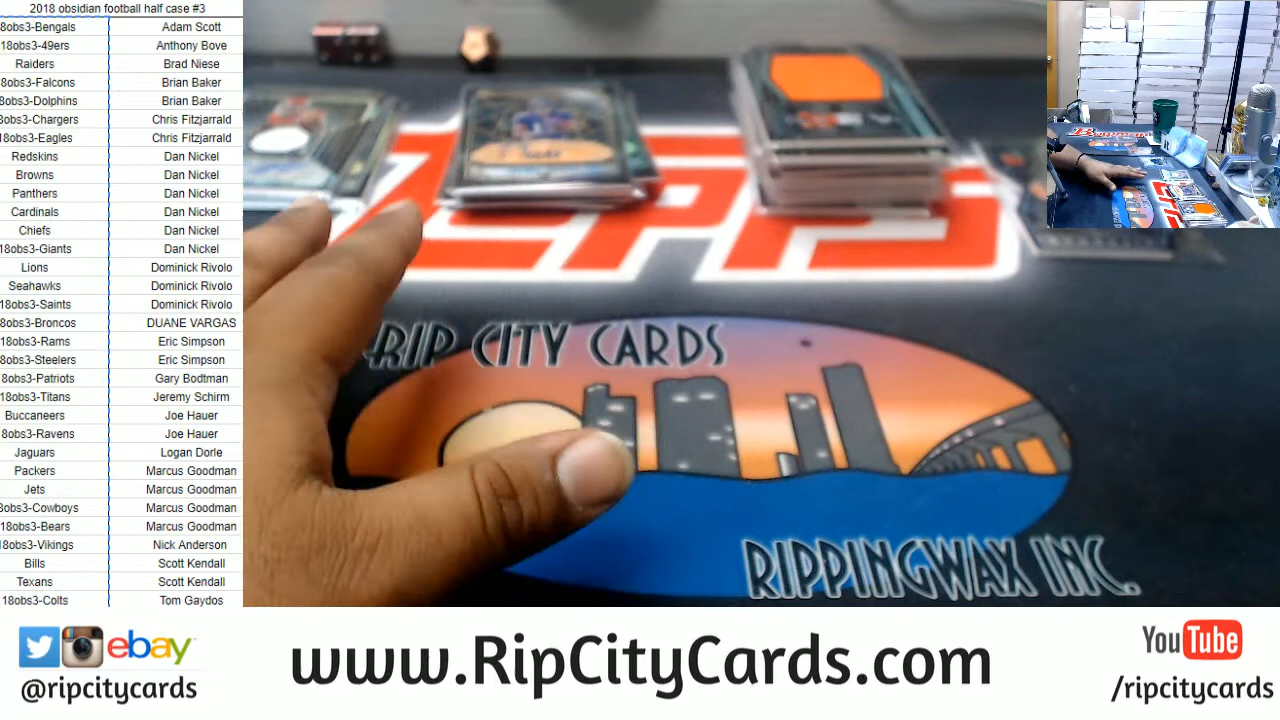 2018 obsidian football half case #3
8obs3-Bengals Adam Scott
18obs3-49ers Anthony Bove
Raiders Brad Niese
8obs3-Falcons Brian Baker
8obs3-Dolphins Brian Baker
8obs3-Chargers Chris Fitzjarrald
8obs3-Eagles Chris Fitzjarrald
Redskins Dan Nickel
Browns Dan Nickel
Panthers Dan Nickel
Cardinals Dan Nickel
Chiefs Dan Nickel
18obs3-Giants Dan Nickel
Lions Dominick Rivolo
Seahawks Dominick Rivolo
18obs3-Saints Dominick Rivolo
8obs3-Broncos DUANE VARGAS
18obs3-Rams Eric Simpson
8obs3-Steelers Eric Simpson
8obs3-Patriots Gary Bodtman
18obs3-Titans Jeremy Schirm
Buccaneers Joe Hauer
8obs3-Ravens Joe Hauer
Jaguars Logan Dorle
Packers Marcus Goodman
Jets Marcus Goodman
8obs3-Cowboys Marcus Goodman
18obs3-Bears Marcus Goodman
18obs3-Vikings Nick Anderson
Bills Scott Kendall
Texans Scott Kendall
18obs3-Colts Tom Gaydos
RIP CITY CARDS
RIPPINGWAX INC.
ebay
@ripcitycards
www.RipCityCards.com
YouTube
/ripcitycards